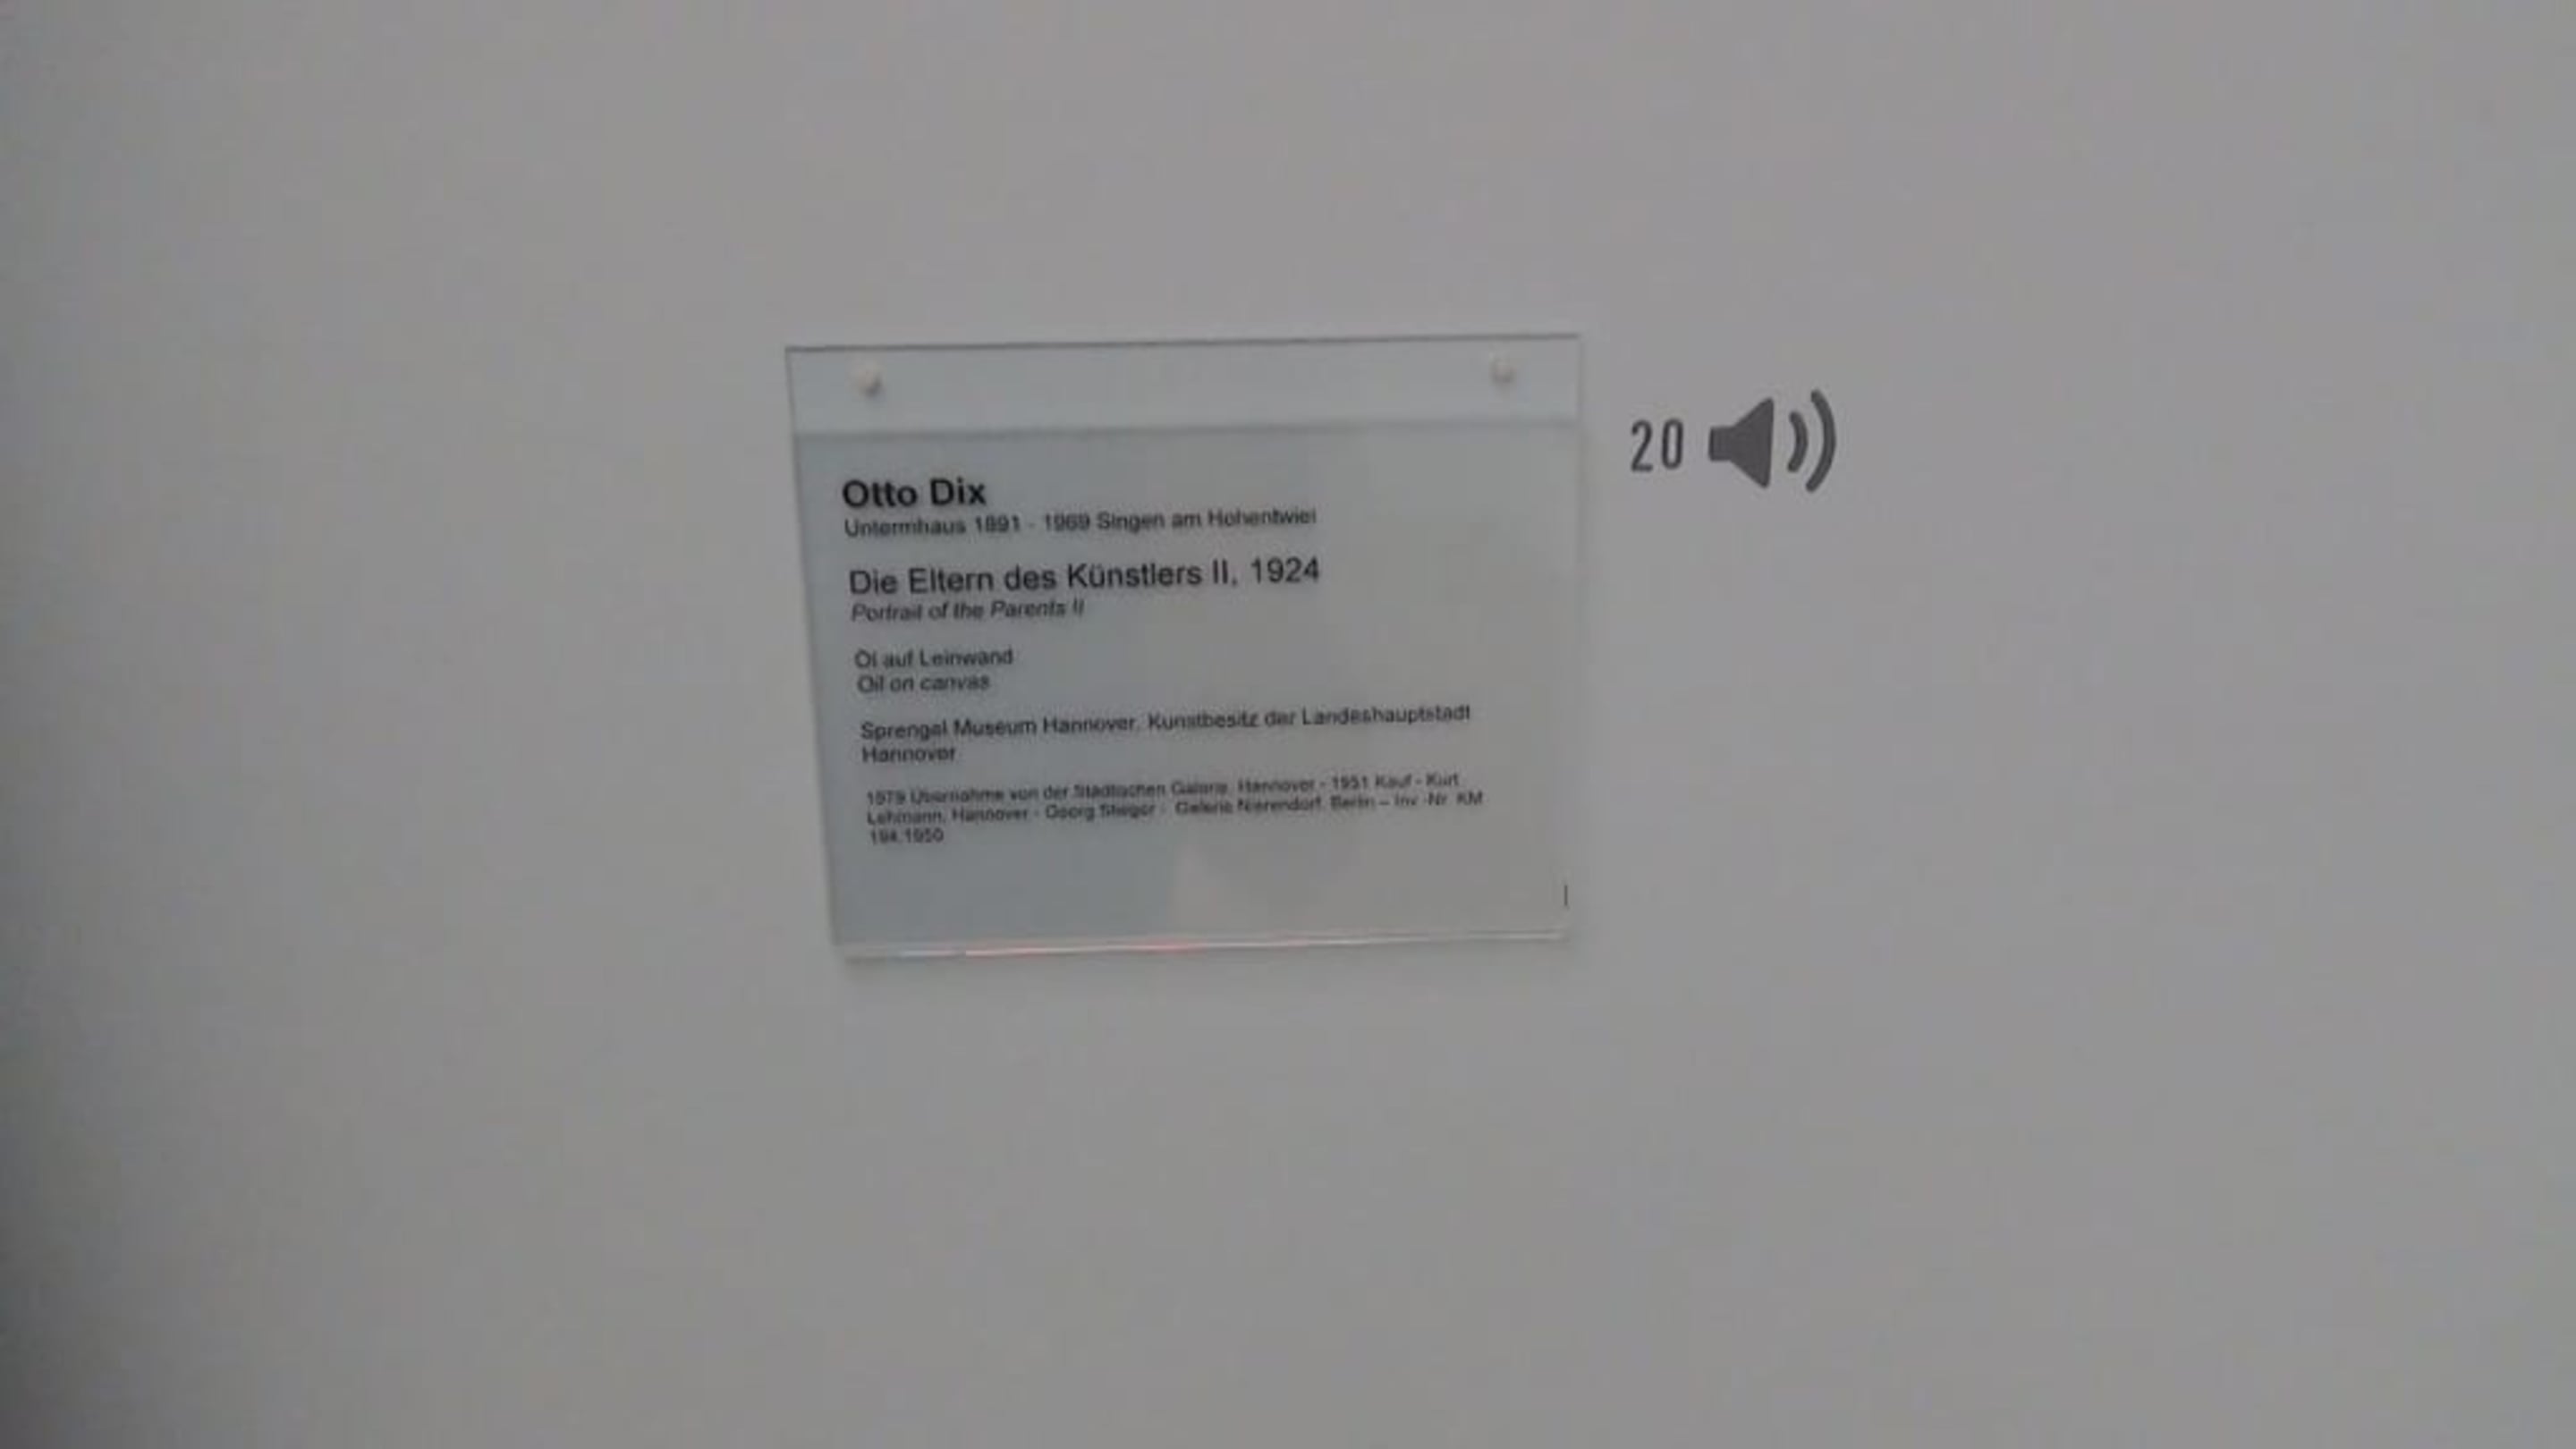 Otto Dix
Untermhaus 1891 - 1969 Singen am Hohentwiel
Die Eltern des Künstlers II, 1924
Portrait of the Parents II
Öl auf Leinwand
Oil on canvas
Sprengel Museum Hannover, Kunstbesitz der Landeshauptstadt
Hannover
1979 Übernahme von der Städtischen Galerie, Hannover - 1951 Kauf - Kurt
Lehmann, Hannover - Georg - Galerie Nierendorf, Berlin – Inv.-Nr. KM
1950
20